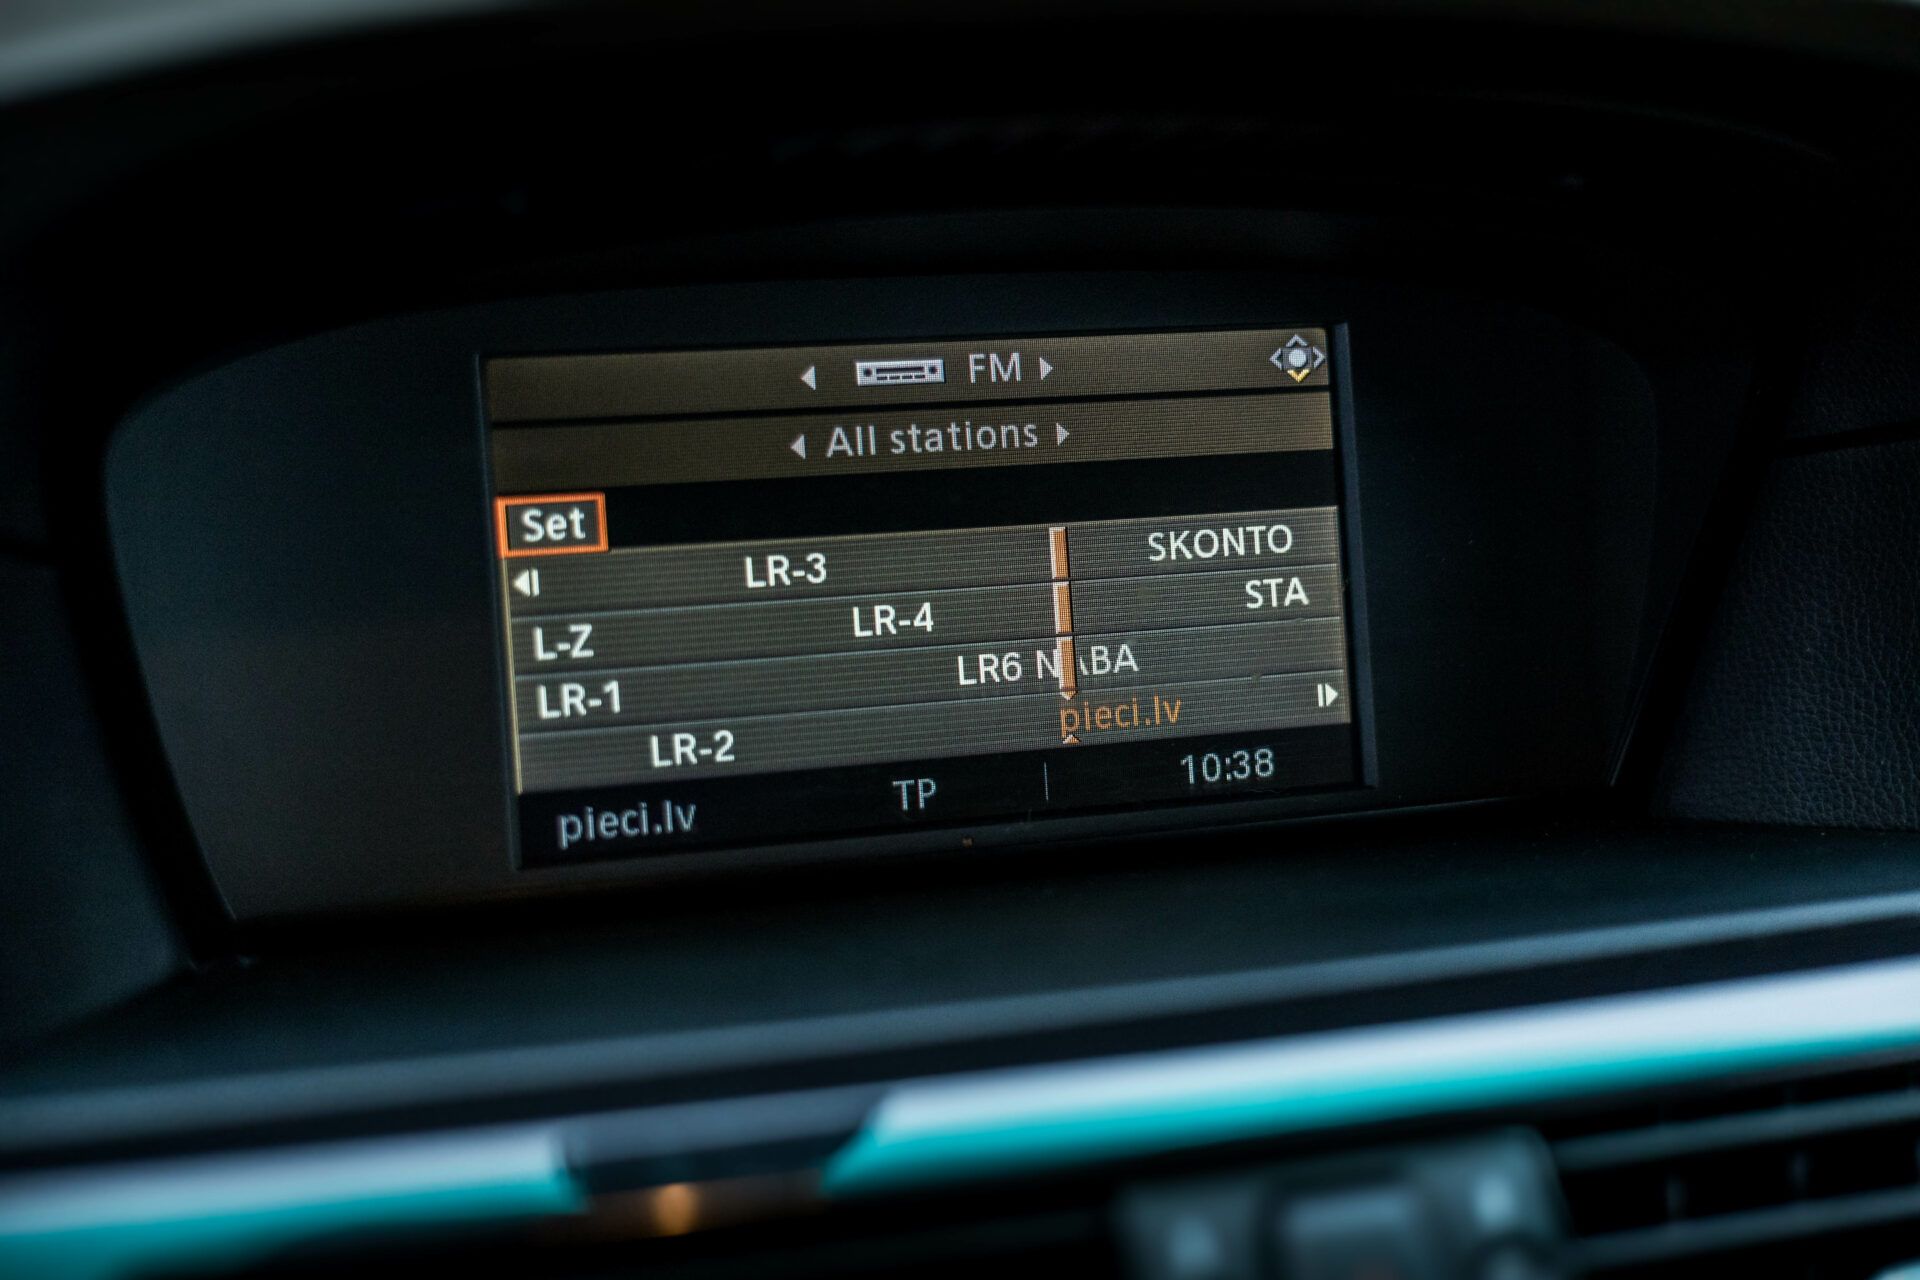 FM
All stations
Set
LR-3 SKONTO
LR-4 STA
L-Z
LR6 NABA
LR-1
pieci.lv
LR-2
pieci.lv TP 10:38